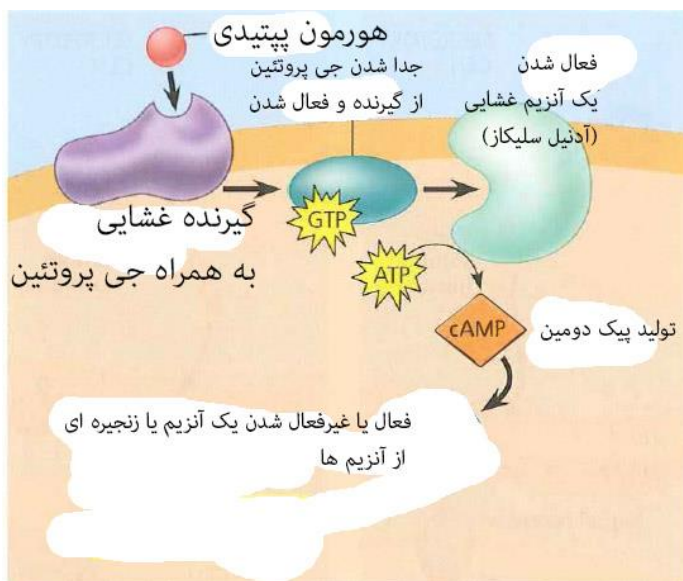 هورمون پپتیدی
جدا شدن جی پروتئین
از گیرنده و فعال شدن
فعال شدن
یک آنزیم غشایی
(آدنیل سلیکاز)
گیرنده غشایی
به همراه جی پروتئین
GTP
ATP
cAMP
تولید پیک دومین
فعال یا غیرفعال شدن یک آنزیم یا زنجیره ای
از آنزیم ها